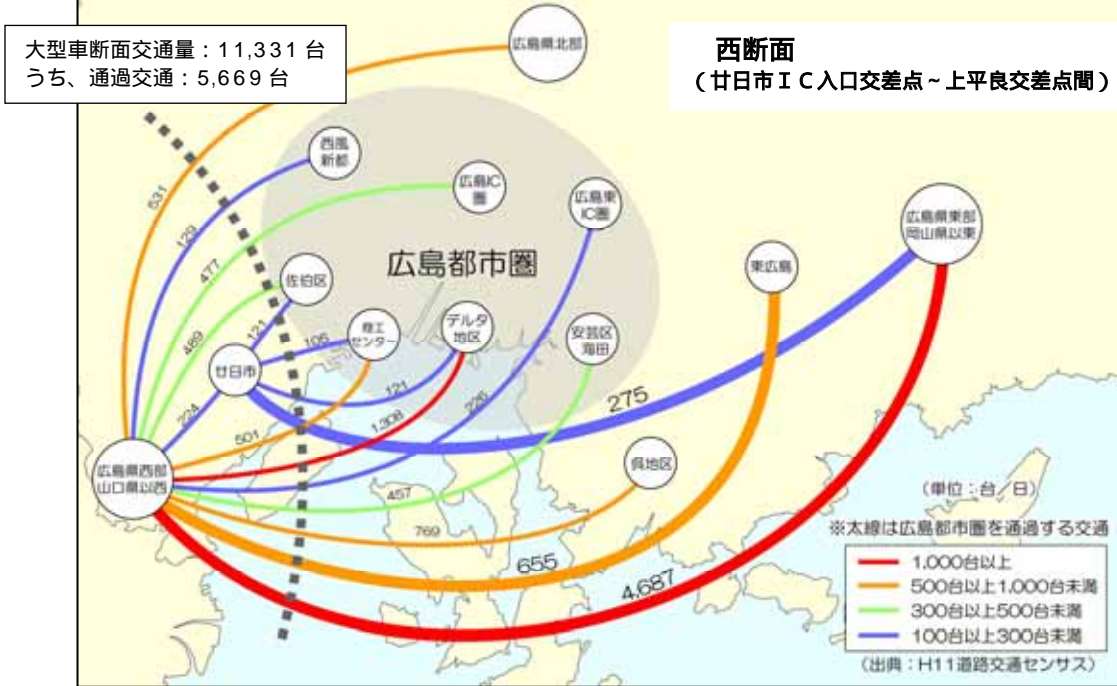 大型車断面交通量：11,331 台
うち、通過交通：5,669 台
西断面
（廿日市ＩＣ入口交差点～上平良交差点間）
広島県北部
西風
新都
広島IC
圏
広島東
IC圏
広島県東部
岡山県以東
東広島
広島都市圏
佐伯区
商工
センター
デルタ
地区
安芸区
海田
廿日市
呉地区
広島県西部
山口県以西
531
129
477
489
121
105
224
121
501
1,308
226
275
457
769
655
4,687
（単位：台／日）
※太線は広島都市圏を通過する交通
1,000台以上
500台以上1,000台未満
300台以上500台未満
100台以上300台未満
（出典：H11道路交通センサス）